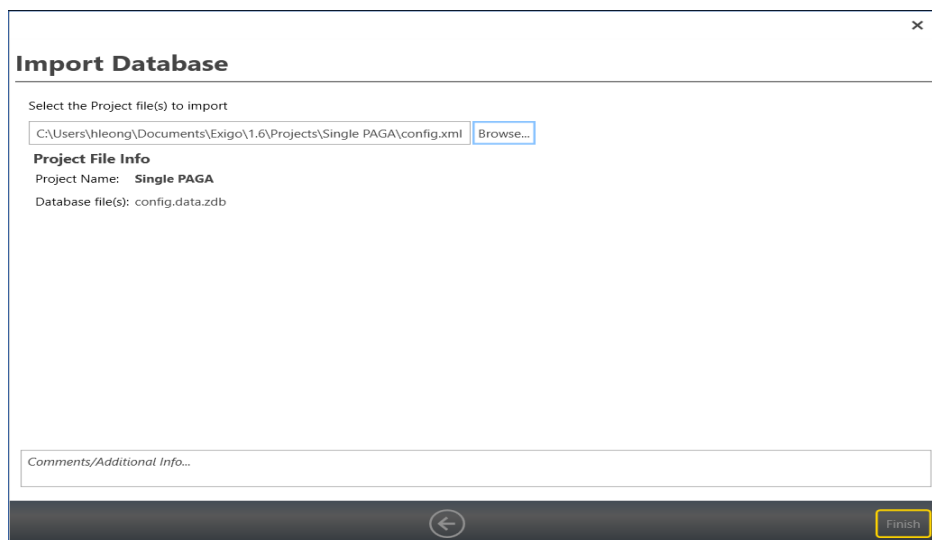 Import Database
Select the Project file(s) to import
C:\Users\hleong\Documents\Exigo\1.6\Projects\Single PAGA\config.xml Browse...
Project File Info
Project Name: Single PAGA
Database file(s): config.data.zdb
Comments/Additional Info...
Finish